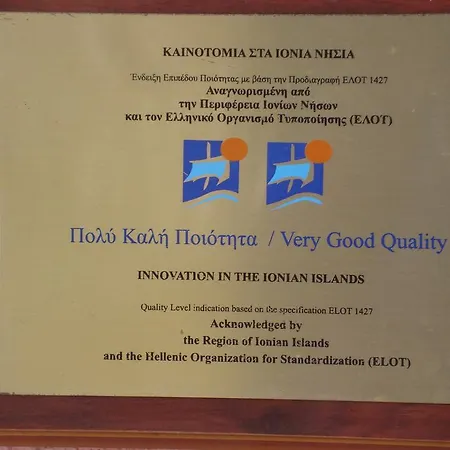 ΚΑΙΝΟΤΟΜΙΑ ΣΤΑ ΙΟΝΙΑ ΝΗΣΙΑ
Ένδειξη Επιπέδου Ποιότητας με βάση την Προδιαγραφή ΕΛΟΤ 1427
Αναγνωρισμένη από
την Περιφέρεια Ιονίων Νήσων
και τον Ελληνικό Οργανισμό Τυποποίησης (ΕΛΟΤ)
Πολύ Καλή Ποιότητα / Very Good Quality
INNOVATION IN THE IONIAN ISLANDS
Quality Level indication based on the specification ELOT 1427
Acknowledged by
the Region of Ionian Islands
and the Hellenic Organization for Standardization (ELOT)